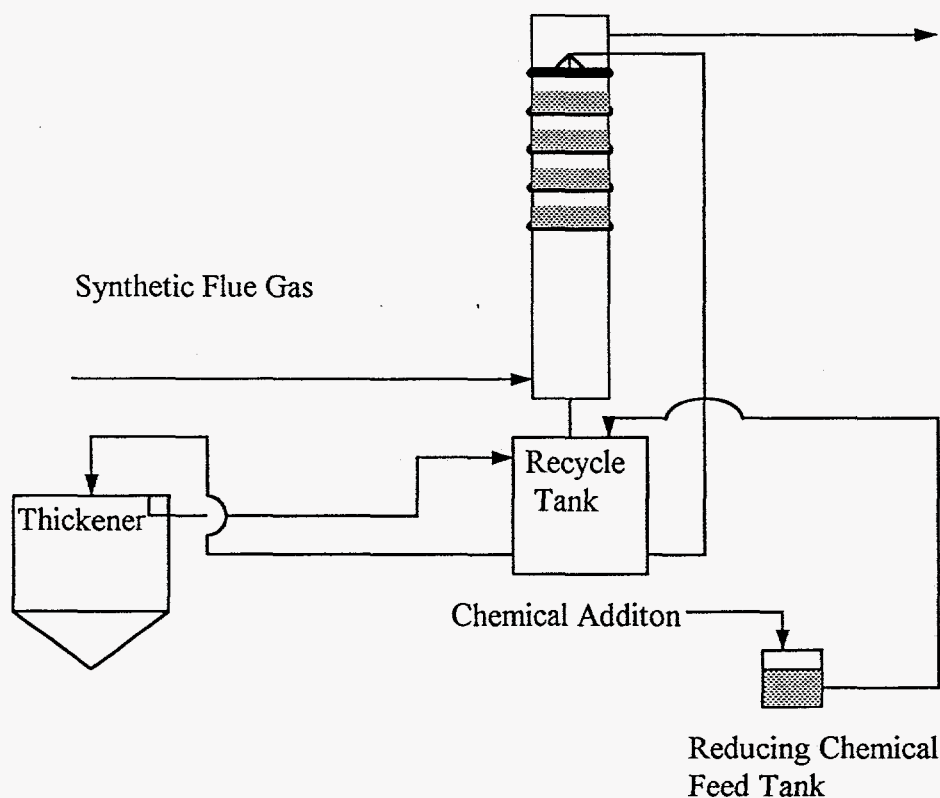 Synthetic Flue Gas
Recycle
Tank
Thickener
Chemical Additon
Reducing Chemical
Feed Tank